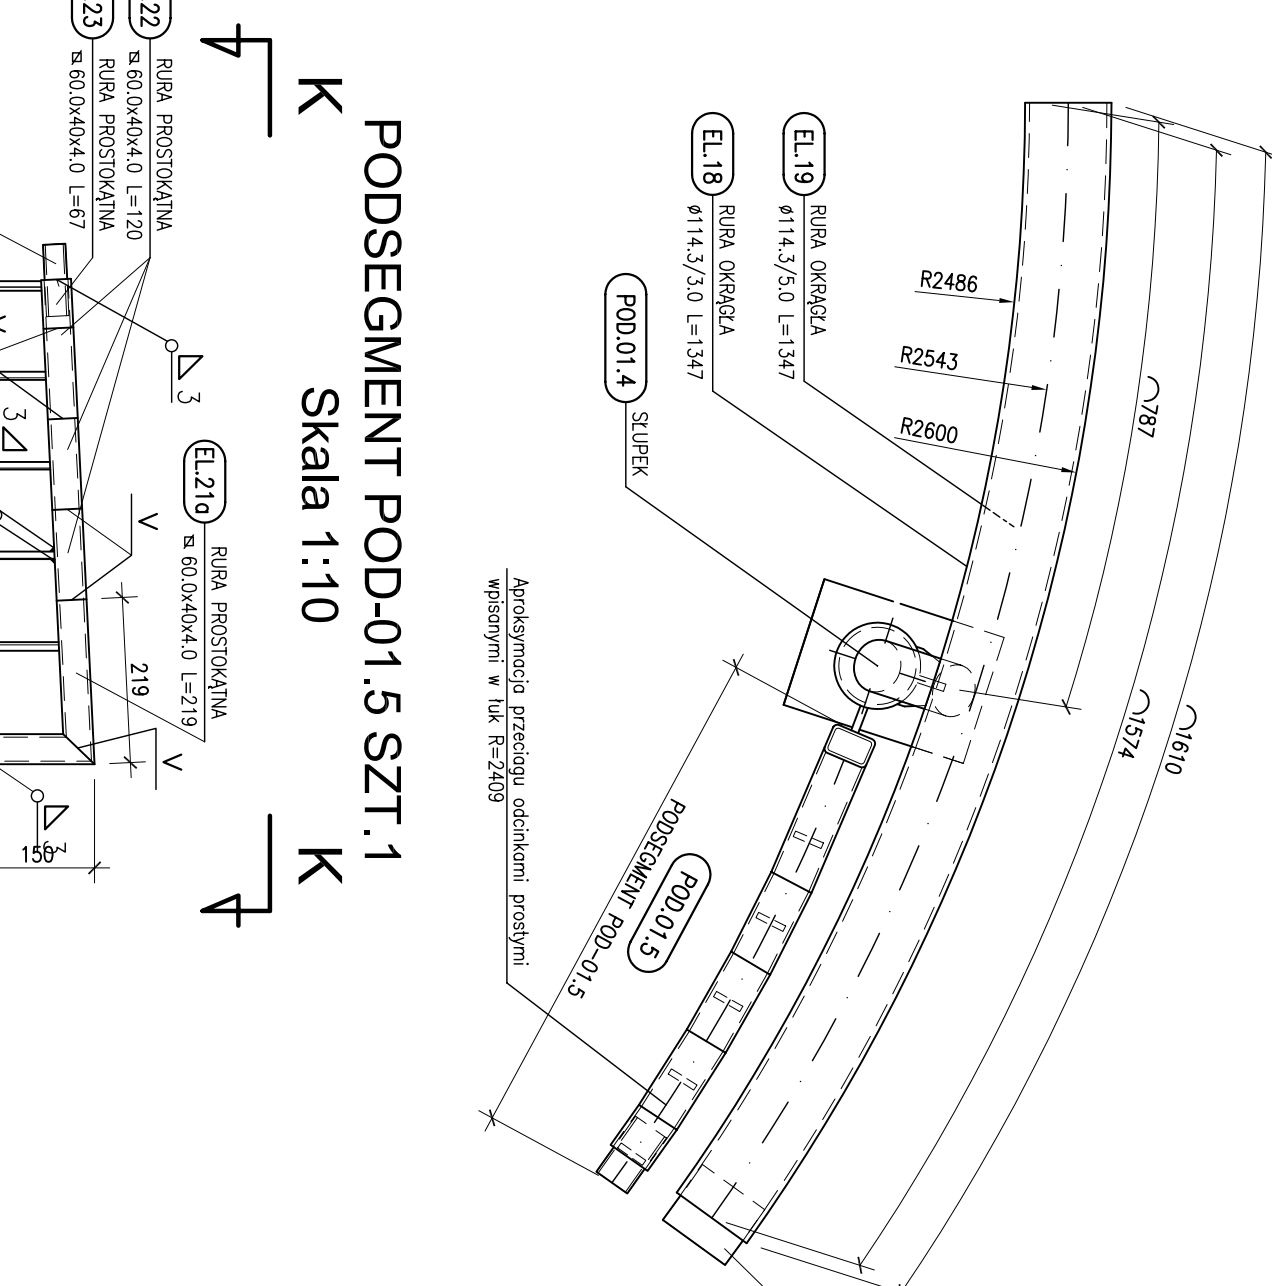 R2486
R2543
R2600
787
1574
1610
EL.19
RURA OKRĄGŁA
ø114.3/5.0 L=1347
EL.18
RURA OKRĄGŁA
ø114.3/3.0 L=1347
POD.01.4
SŁUPEK
POD.01.5
PODSEGMENT POD-01.5
Aproksymacja przeciągu odcinkami prostymi
wpisanymi w łuk R=2409
PODSEGMENT POD-01.5 SZT.1
Skala 1:10
K
K
EL.21a
RURA PROSTOKĄTNA
60.0x40x4.0 L=219
3
219
V
V
22
RURA PROSTOKĄTNA
60.0x40x4.0 L=120
23
RURA PROSTOKĄTNA
60.0x40x4.0 L=67
3
3
150